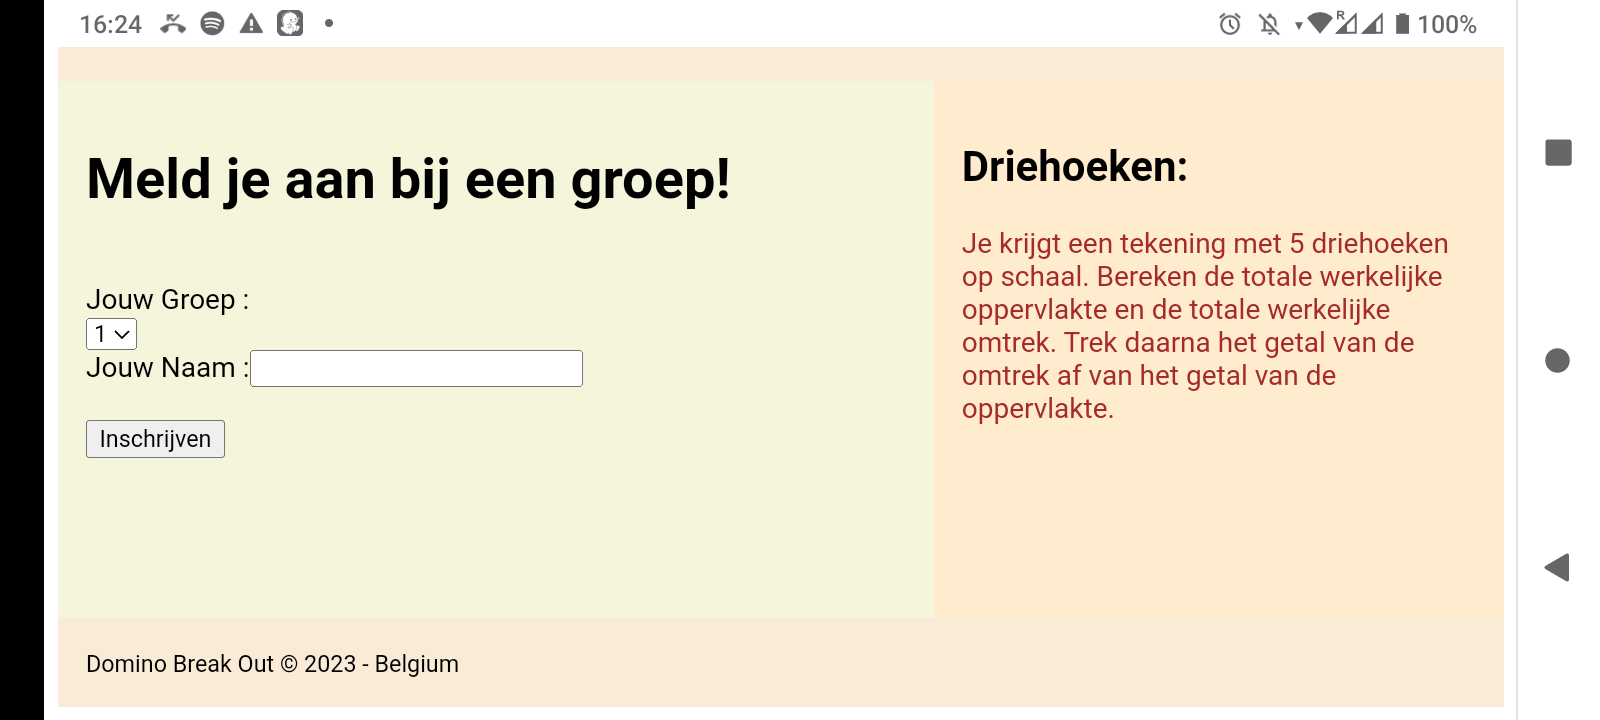 16:24
R
100%
Meld je aan bij een groep!
Jouw Groep :
1
Jouw Naam :
Inschrijven
Driehoeken:
Je krijgt een tekening met 5 driehoeken
op schaal. Bereken de totale werkelijke
oppervlakte en de totale werkelijke
omtrek. Trek daarna het getal van de
omtrek af van het getal van de
oppervlakte.
Domino Break Out © 2023 - Belgium